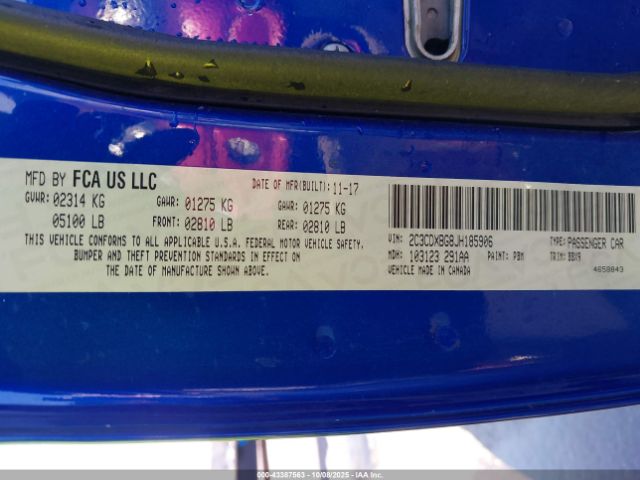 MFD BY FCA US LLC
DATE OF MFR(BUILT): 11-17
GVWR: 02314 KG
GAWR: 01275 KG
GAWR: 01275 KG
05100 LB
FRONT: 02810 LB
REAR: 02810 LB
THIS VEHICLE CONFORMS TO ALL APPLICABLE U.S.A. FEDERAL MOTOR VEHICLE SAFETY,
BUMPER AND THEFT PREVENTION STANDARDS IN EFFECT ON
THE DATE OF MANUFACTURE SHOWN ABOVE.
VIN: 2C3CDXBG8JH185906
TYPE: PASSENGER CAR
MDH: 103123 291AA
PAINT: PBM
TRIM: BBX9
MADE IN CANADA
4658843
000-43387563 - 10/08/2025 - IAA Inc.